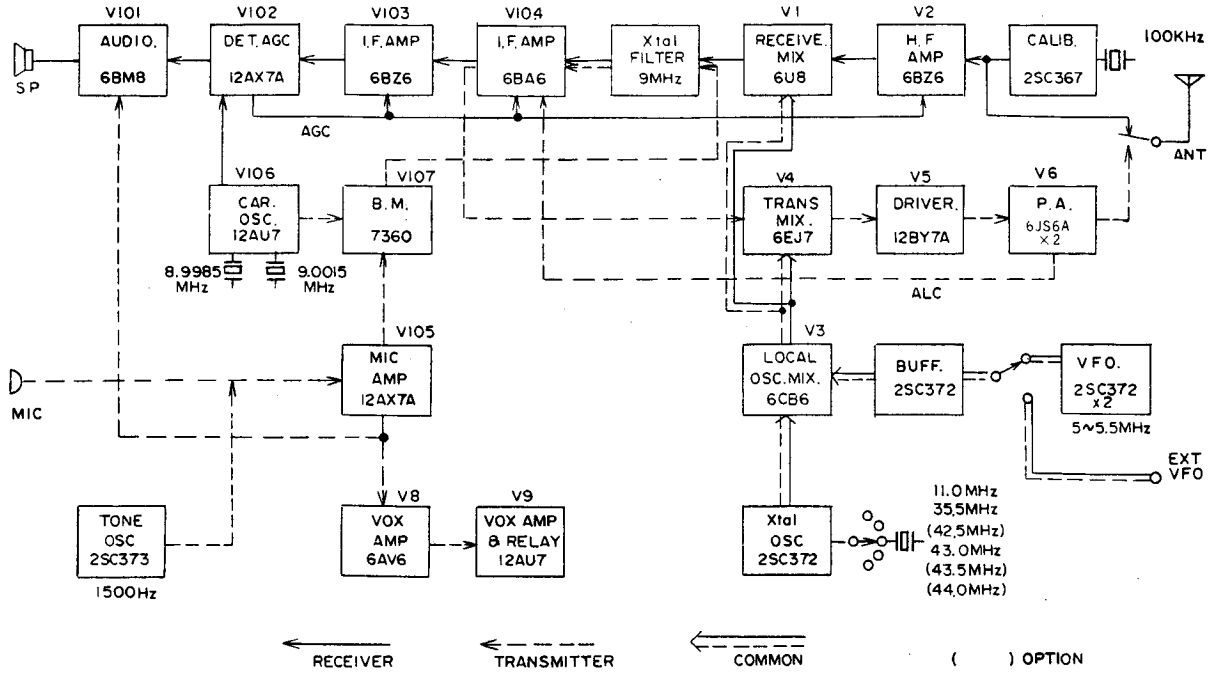 V101
AUDIO.
6BM8
SP
V102
DET. AGC
12AX7A
V103
I.F. AMP
6BZ6
V104
I.F. AMP
6BA6
Xtal
FILTER
9MHz
V1
RECEIVE.
MIX
6U8
V2
H.F
AMP
6BZ6
CALIB.
2SC367
100KHz
ANT
AGC
V106
CAR.
OSC.
12AU7
8.9985
MHz
9.0015
MHz
V107
B.M.
7360
V4
TRANS
MIX.
6EJ7
V5
DRIVER.
12BY7A
V6
P.A.
6JS6A
×2
ALC
V105
MIC
AMP
12AX7A
MIC
V3
LOCAL
OSC.MIX.
6CB6
BUFF.
2SC372
VFO.
2SC372
×2
5~5.5MHz
EXT
VFO
TONE
OSC
2SC373
1500Hz
V8
VOX
AMP
6AV6
V9
VOX AMP
& RELAY
12AU7
Xtal
OSC
2SC372
11.0MHz
35.5MHz
(42.5MHz)
43.0MHz
(43.5MHz)
(44.0MHz)
RECEIVER
TRANSMITTER
COMMON
( ) OPTION